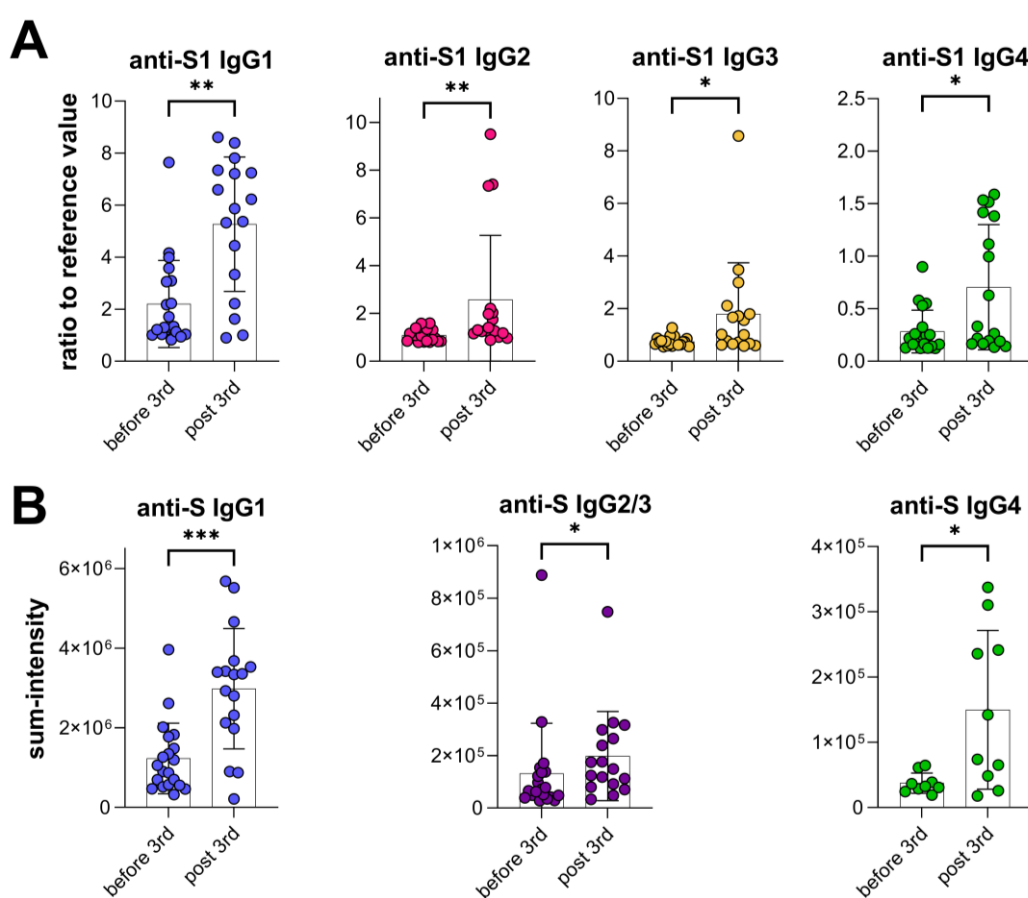 A
anti-S1 IgG1
anti-S1 IgG2
anti-S1 IgG3
anti-S1 IgG4
**
**
*
*
ratio to reference value
10
8
6
4
2
0
10
8
6
4
2
0
10
8
6
4
2
0
2.5
2.0
1.5
1.0
0.5
0.0
before 3rd
post 3rd
before 3rd
post 3rd
before 3rd
post 3rd
before 3rd
post 3rd
B
anti-S IgG1
anti-S IgG2/3
anti-S IgG4
***
*
*
sum-intensity
6×10⁶
4×10⁶
2×10⁶
0
1×10⁶
8×10⁵
6×10⁵
4×10⁵
2×10⁵
0
4×10⁵
3×10⁵
2×10⁵
1×10⁵
0
before 3rd
post 3rd
before 3rd
post 3rd
before 3rd
post 3rd